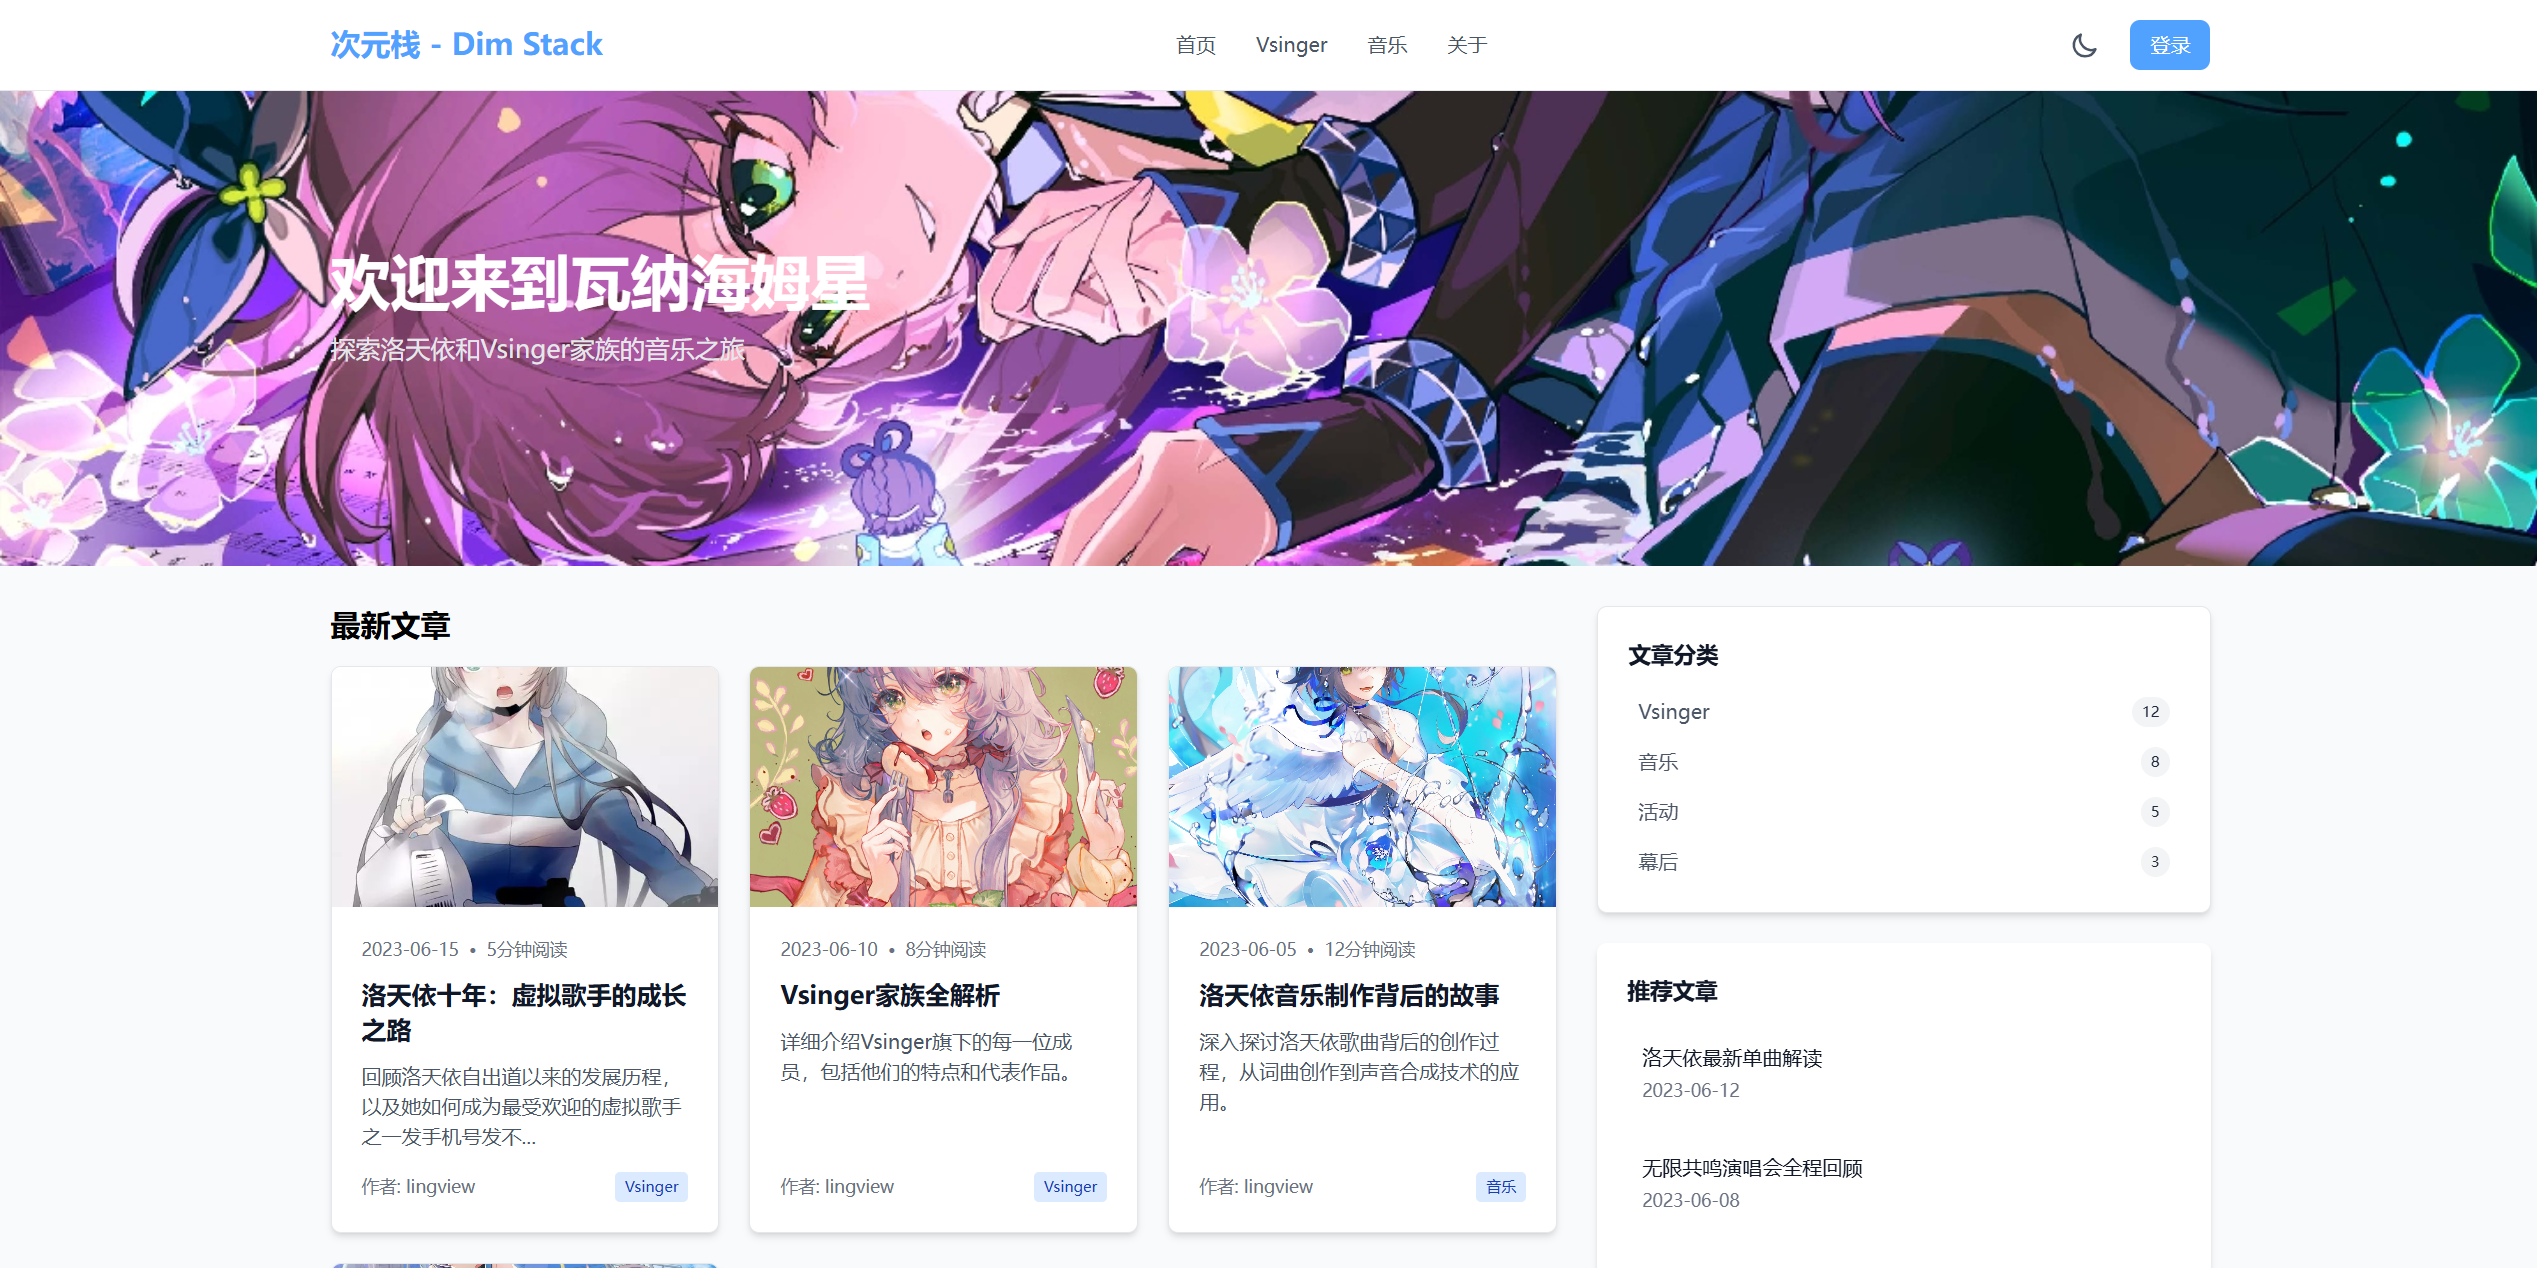 次元栈 - Dim Stack
首页
Vsinger
音乐
关于
登录
欢迎来到瓦纳海姆星
探索洛天依和Vsinger家族的音乐之旅
最新文章
2023-06-15 • 5分钟阅读
洛天依十年：虚拟歌手的成长
之路
回顾洛天依自出道以来的发展历程，
以及她如何成为最受欢迎的虚拟歌手
之一发手机号发不...
作者: lingview
Vsinger
2023-06-10 • 8分钟阅读
Vsinger家族全解析
详细介绍Vsinger旗下的每一位成
员，包括他们的特点和代表作品。
作者: lingview
Vsinger
2023-06-05 • 12分钟阅读
洛天依音乐制作背后的故事
深入探讨洛天依歌曲背后的创作过
程，从词曲创作到声音合成技术的应
用。
作者: lingview
音乐
文章分类
Vsinger 12
音乐 8
活动 5
幕后 3
推荐文章
洛天依最新单曲解读
2023-06-12
无限共鸣演唱会全程回顾
2023-06-08